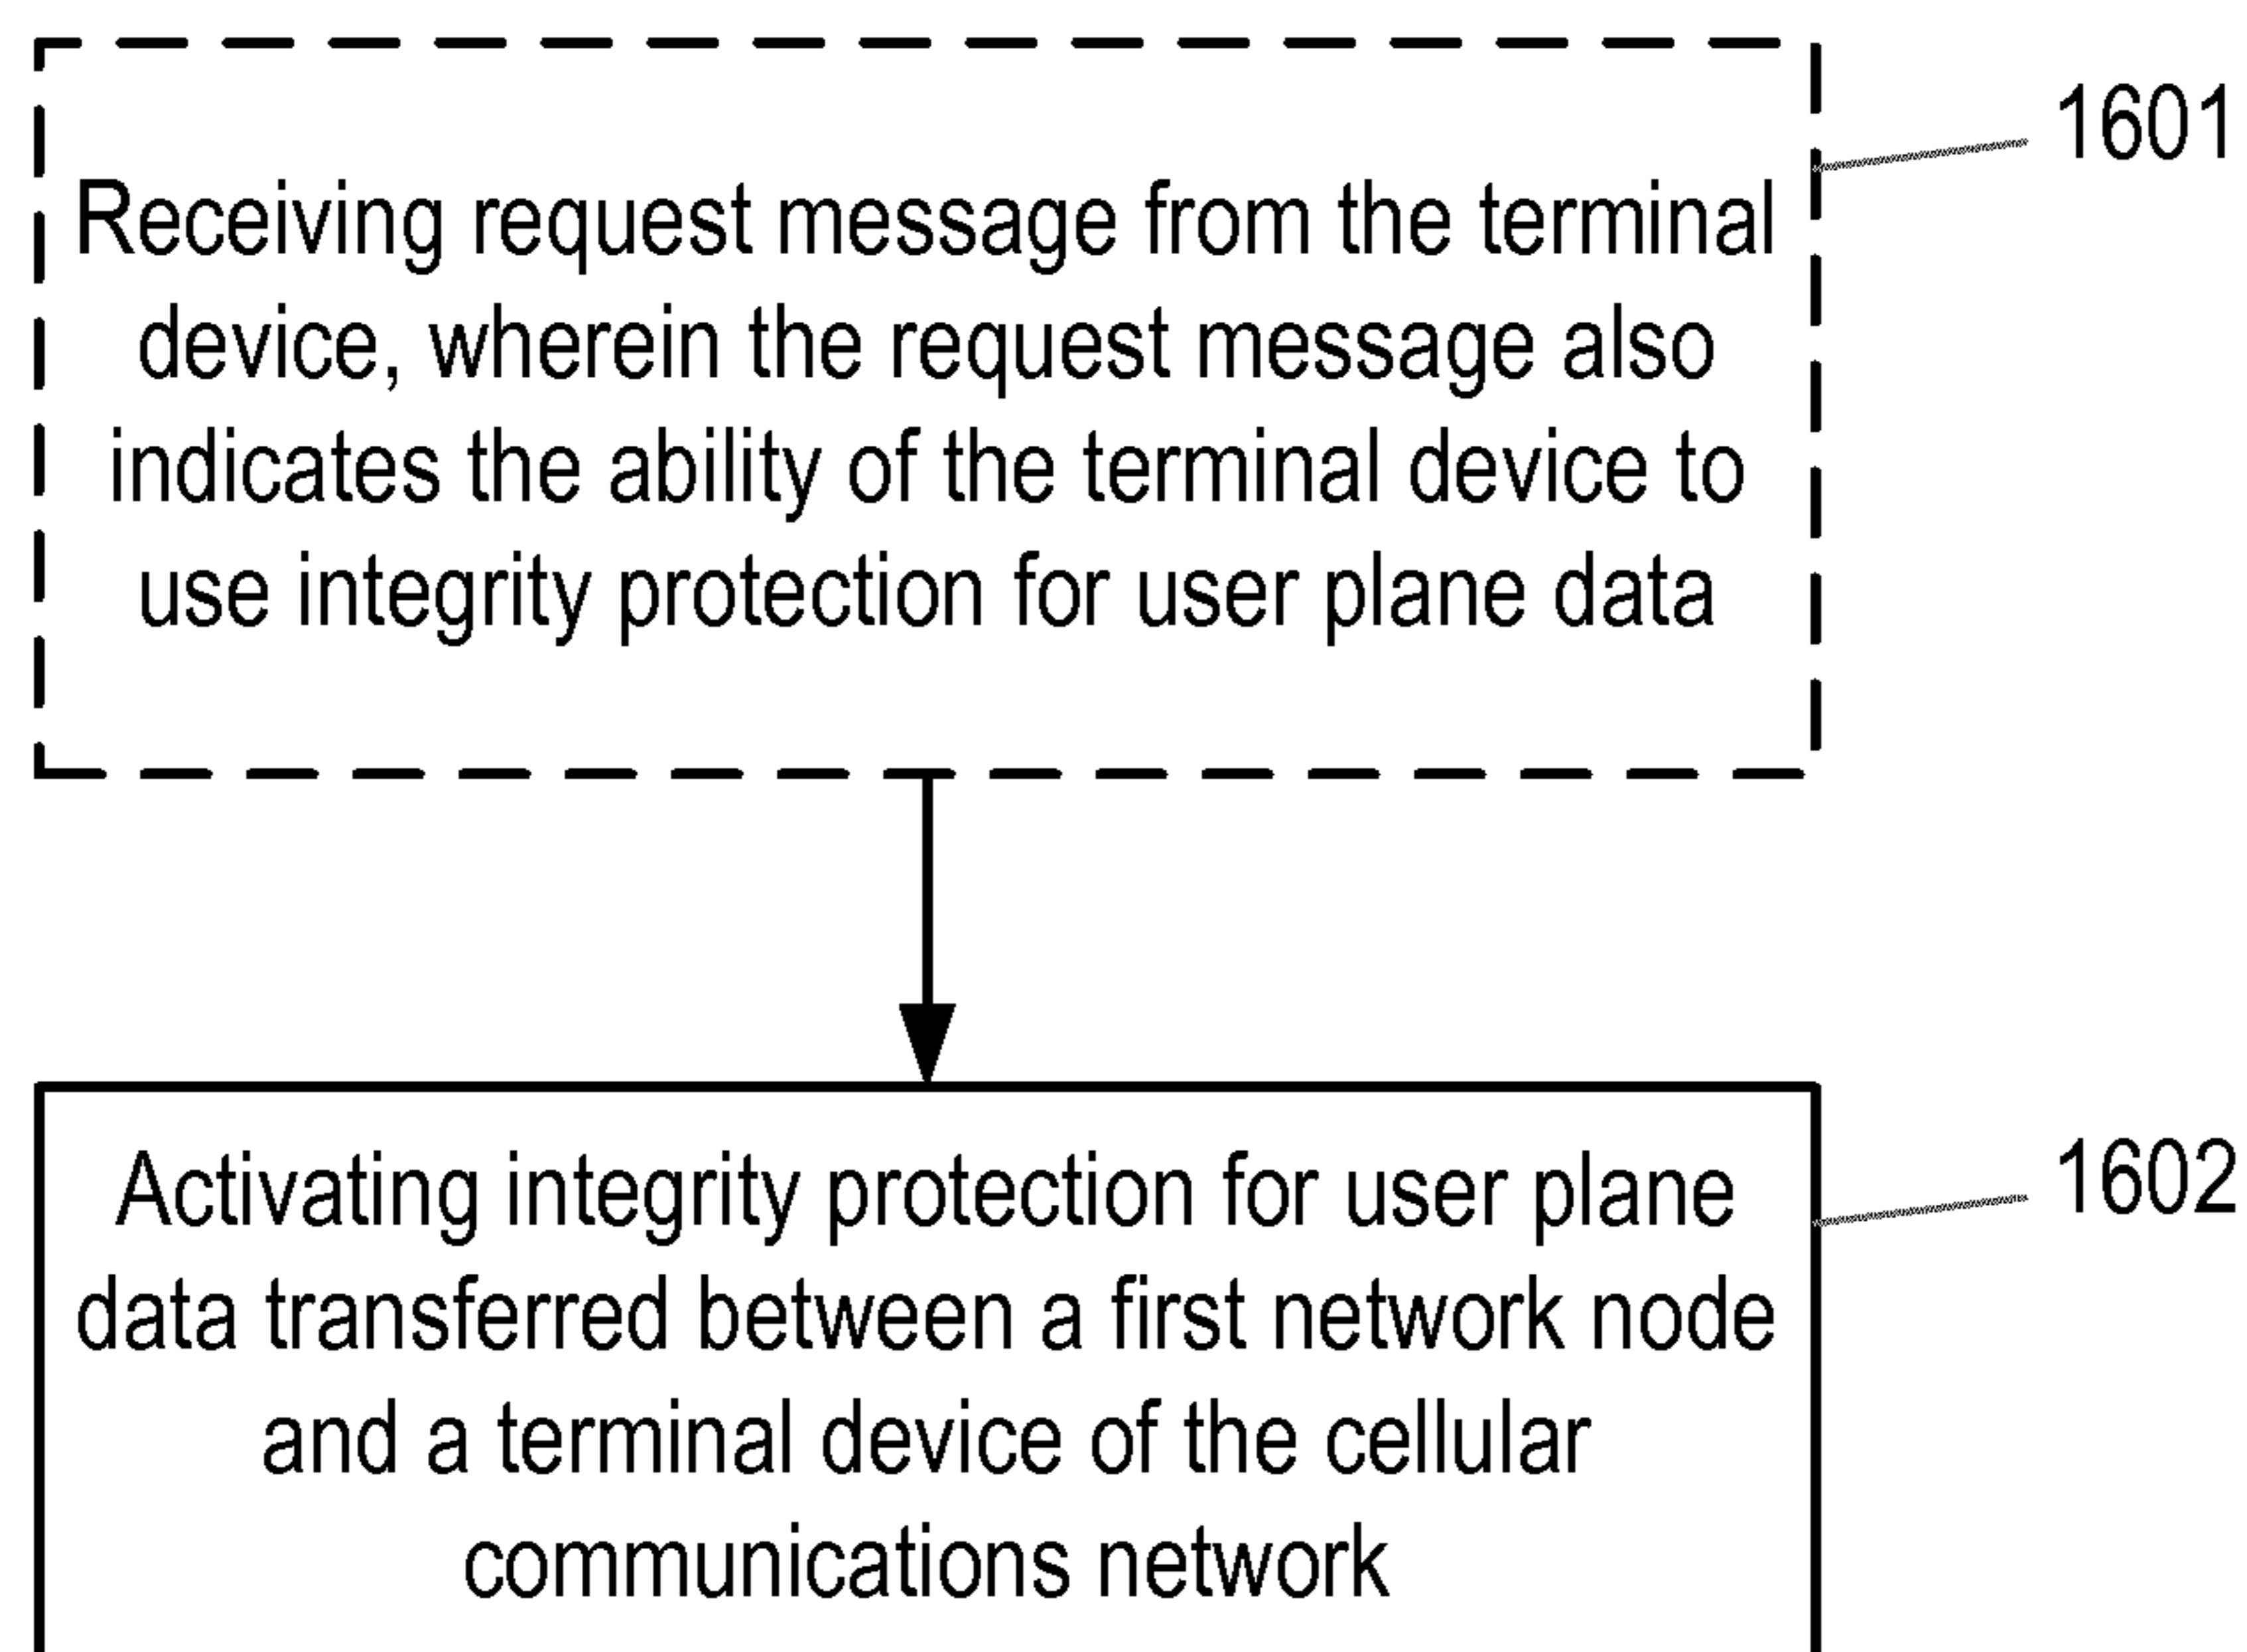 1601
Receiving request message from the terminal
device, wherein the request message also
indicates the ability of the terminal device to
use integrity protection for user plane data
1602
Activating integrity protection for user plane
data transferred between a first network node
and a terminal device of the cellular
communications network